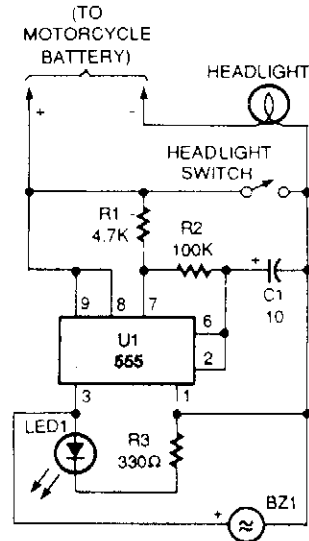 (TO
MOTORCYCLE
BATTERY)
HEADLIGHT
+
-
HEADLIGHT
SWITCH
R1
4.7K
R2
100K
+
C1
10
9
8
7
6
2
U1
555
3
1
LED1
R3
330Ω
+
BZ1